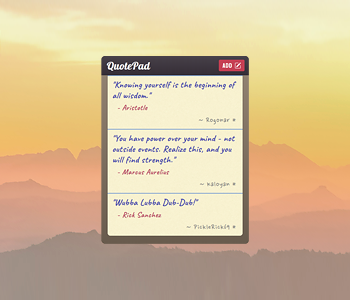 QuotePad
ADD
"Knowing yourself is the beginning of
all wisdom."
- Aristotle
~ Royonar
"You have power over your mind - not
outside events. Realize this, and you
will find strength."
- Marcus Aurelius
~ Kaloyan
"Wubba Lubba Dub-Dub!"
- Rick Sanchez
~ PickleRick69